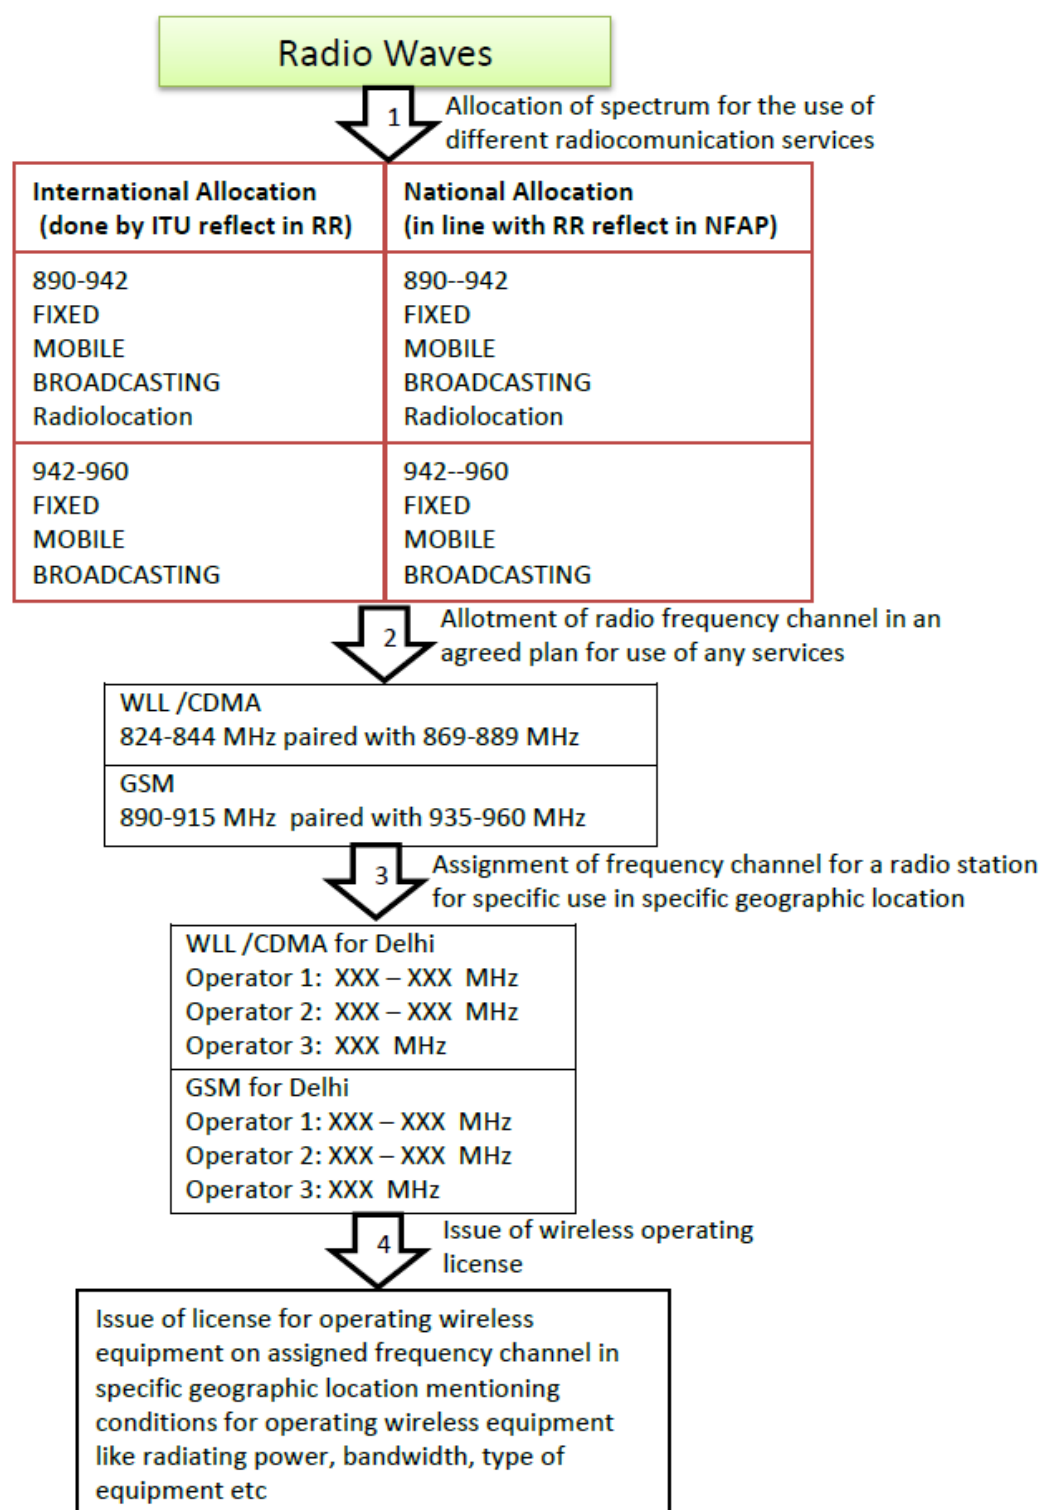 Radio Waves
1
Allocation of spectrum for the use of
different radiocomunication services
International Allocation
(done by ITU reflect in RR)
National Allocation
(in line with RR reflect in NFAP)
890-942
FIXED
MOBILE
BROADCASTING
Radiolocation
890--942
FIXED
MOBILE
BROADCASTING
Radiolocation
942-960
FIXED
MOBILE
BROADCASTING
942--960
FIXED
MOBILE
BROADCASTING
2
Allotment of radio frequency channel in an
agreed plan for use of any services
WLL /CDMA
824-844 MHz paired with 869-889 MHz
GSM
890-915 MHz paired with 935-960 MHz
3
Assignment of frequency channel for a radio station
for specific use in specific geographic location
WLL /CDMA for Delhi
Operator 1: XXX – XXX MHz
Operator 2: XXX – XXX MHz
Operator 3: XXX MHz
GSM for Delhi
Operator 1: XXX – XXX MHz
Operator 2: XXX – XXX MHz
Operator 3: XXX MHz
4
Issue of wireless operating
license
Issue of license for operating wireless
equipment on assigned frequency channel in
specific geographic location mentioning
conditions for operating wireless equipment
like radiating power, bandwidth, type of
equipment etc